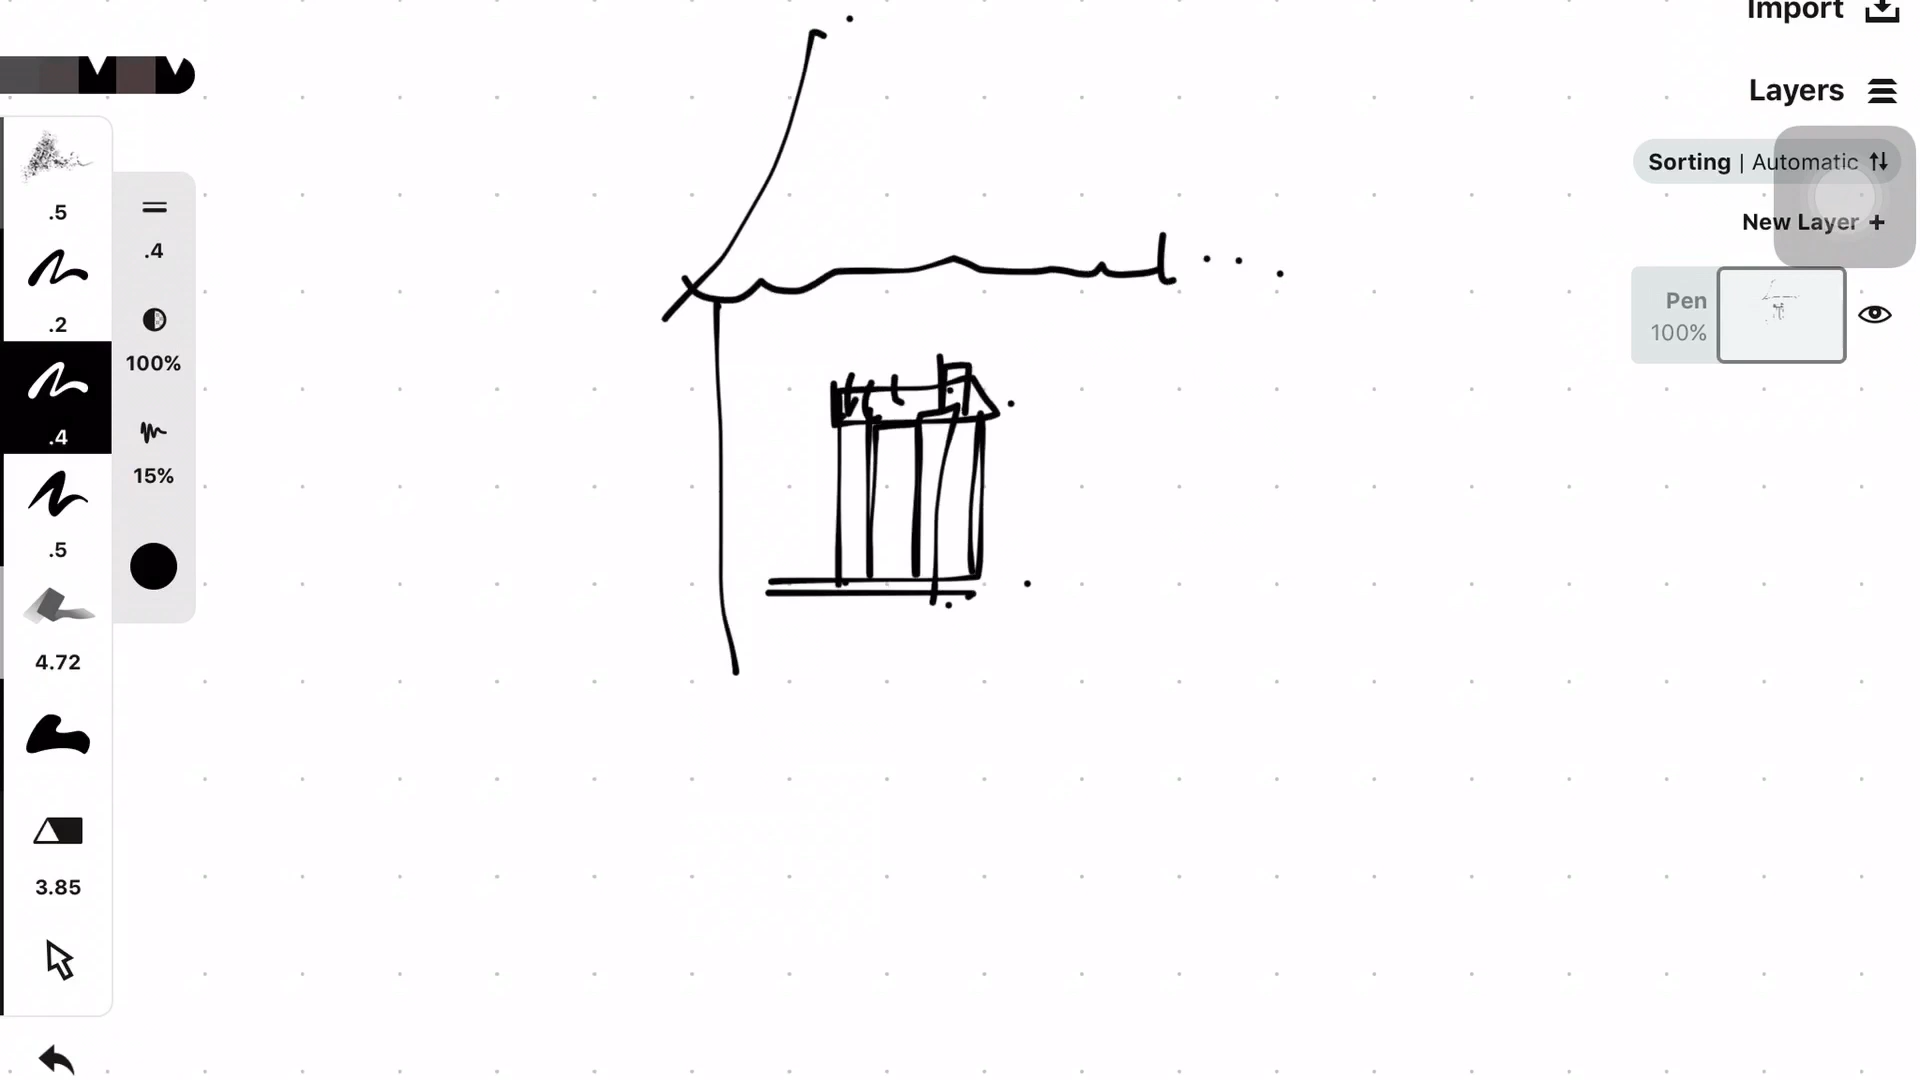 Import
Layers
Sorting | Automatic
New Layer +
Pen
100%
.5
.2
.4
.5
4.72
3.85
.4
100%
15%